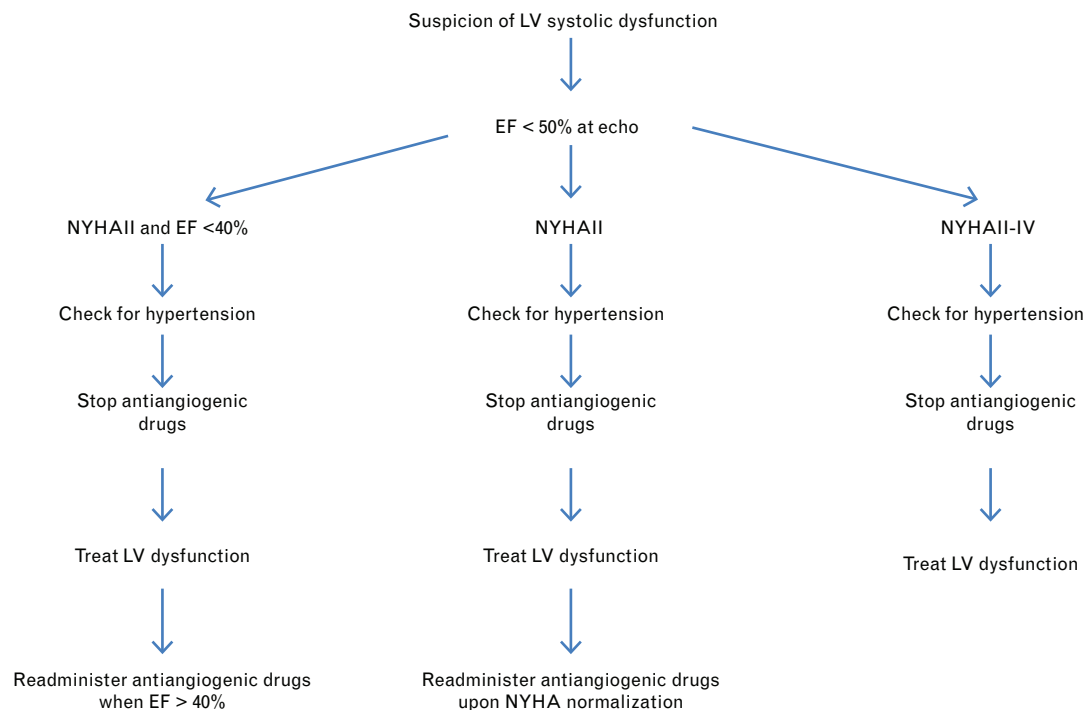 Suspicion of LV systolic dysfunction
EF < 50% at echo
NYHAII and EF <40%
NYHAII
NYHAII-IV
Check for hypertension
Check for hypertension
Check for hypertension
Stop antiangiogenic
drugs
Stop antiangiogenic
drugs
Stop antiangiogenic
drugs
Treat LV dysfunction
Treat LV dysfunction
Treat LV dysfunction
Readminister antiangiogenic drugs
when EF > 40%
Readminister antiangiogenic drugs
upon NYHA normalization